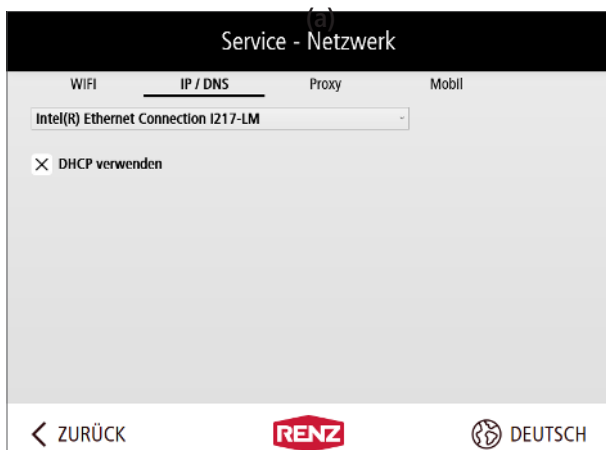 (a)
Service - Netzwerk
WIFI IP / DNS Proxy Mobil
Intel(R) Ethernet Connection I217-LM
DHCP verwenden
ZURÜCK RENZ DEUTSCH